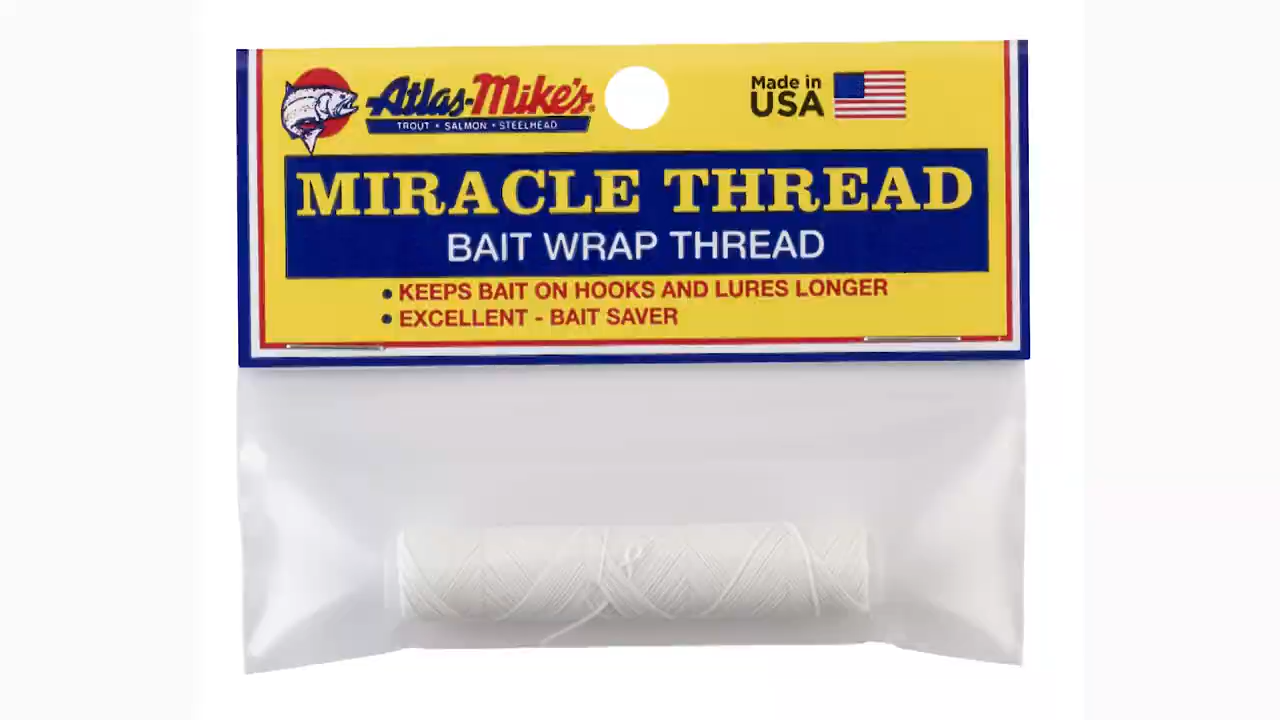 Atlas-Mike's
TROUT • SALMON • STEELHEAD
Made in
USA
MIRACLE THREAD
BAIT WRAP THREAD
• KEEPS BAIT ON HOOKS AND LURES LONGER
• EXCELLENT - BAIT SAVER